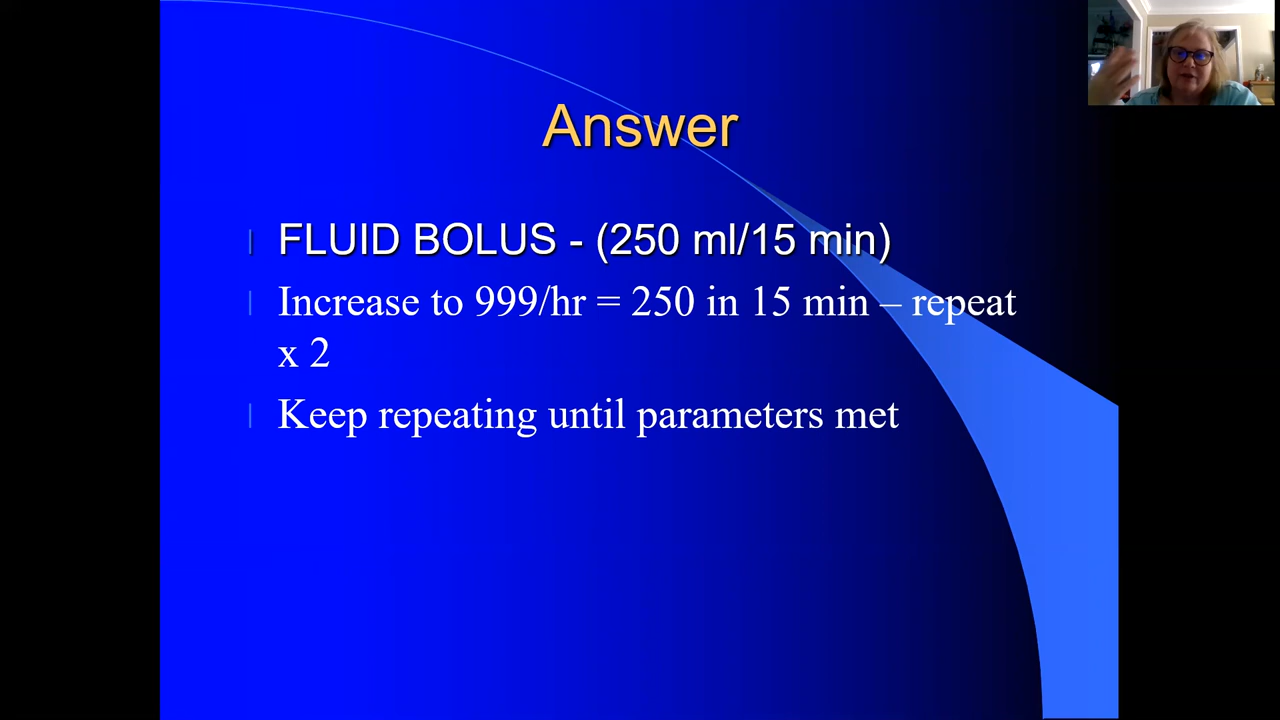 Answer
FLUID BOLUS - (250 ml/15 min)
Increase to 999/hr = 250 in 15 min – repeat
x 2
Keep repeating until parameters met